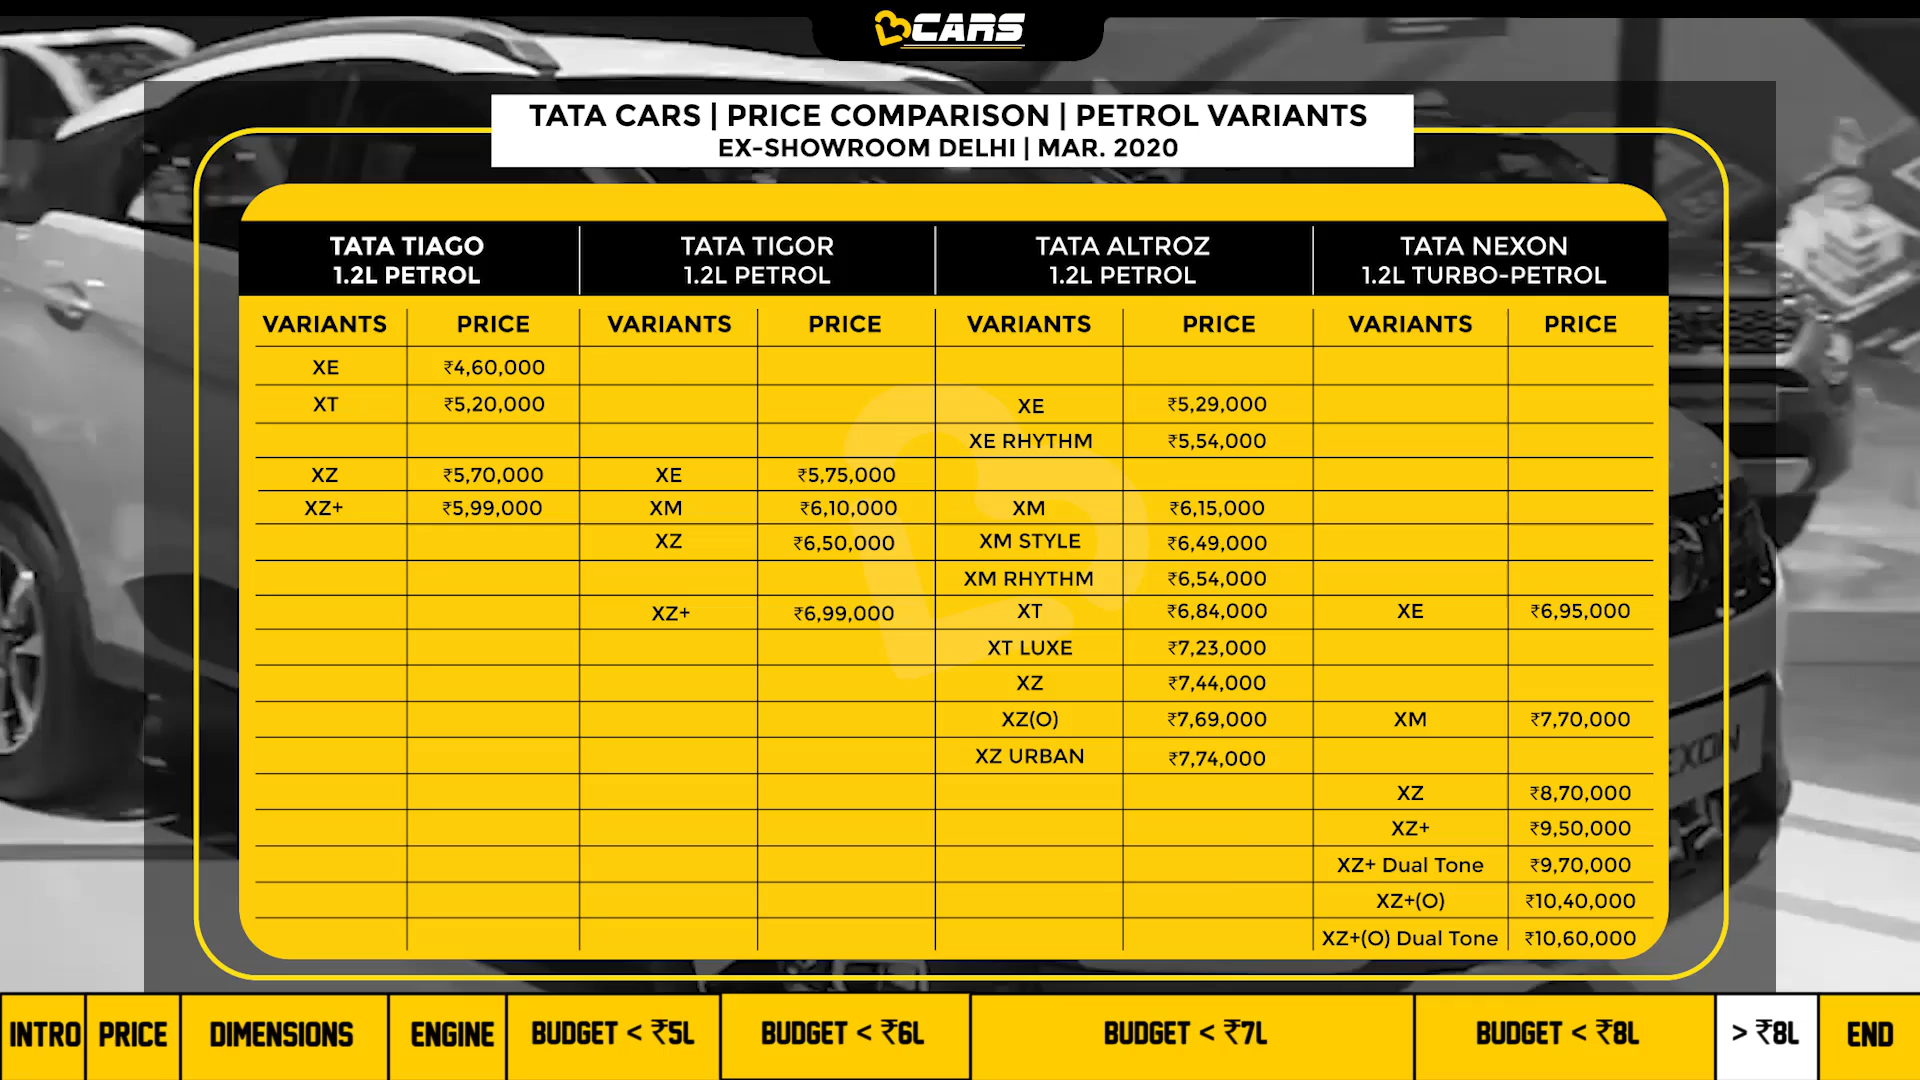 CARS
TATA CARS | PRICE COMPARISON | PETROL VARIANTS
EX-SHOWROOM DELHI | MAR. 2020
TATA TIAGO TATA TIGOR TATA ALTROZ TATA NEXON
1.2L PETROL 1.2L PETROL 1.2L PETROL 1.2L TURBO-PETROL
VARIANTS PRICE VARIANTS PRICE VARIANTS PRICE VARIANTS PRICE
XE ₹4,60,000
XT ₹5,20,000 XE ₹5,29,000
XE RHYTHM ₹5,54,000
XZ ₹5,70,000 XE ₹5,75,000
XZ+ ₹5,99,000 XM ₹6,10,000 XM ₹6,15,000
XZ ₹6,50,000 XM STYLE ₹6,49,000
XM RHYTHM ₹6,54,000
XZ+ ₹6,99,000 XT ₹6,84,000 XE ₹6,95,000
XT LUXE ₹7,23,000
XZ ₹7,44,000
XZ(O) ₹7,69,000 XM ₹7,70,000
XZ URBAN ₹7,74,000
XZ ₹8,70,000
XZ+ ₹9,50,000
XZ+ Dual Tone ₹9,70,000
XZ+(O) ₹10,40,000
XZ+(O) Dual Tone ₹10,60,000
INTRO PRICE DIMENSIONS ENGINE BUDGET < ₹5L BUDGET < ₹6L BUDGET < ₹7L BUDGET < ₹8L > ₹8L END